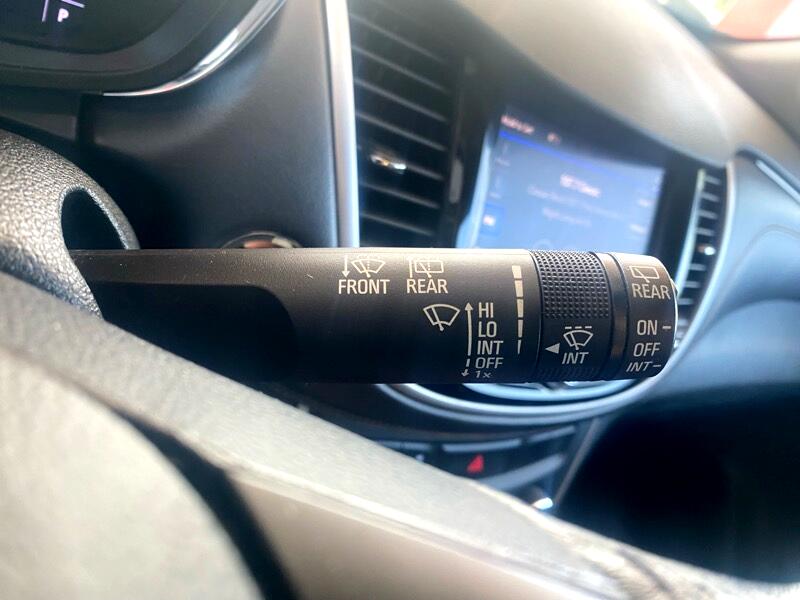 P
FRONT REAR
HI
LO
INT
OFF
1x
INT
REAR
ON
OFF
INT